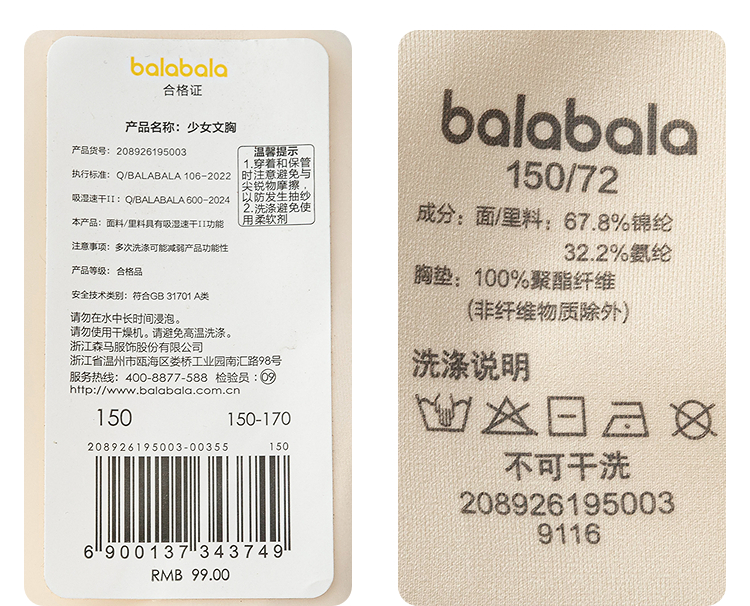 balabala
合格证
产品名称：少女文胸
产品货号：208926195003
执行标准：Q/BALABALA 106-2022
吸湿速干II：Q/BALABALA 600-2024
本产品：面料/里料具有吸湿速干II功能
注意事项：多次洗涤可能减弱产品功能性
产品等级：合格品
安全技术类别：符合GB 31701 A类
温馨提示
1.穿着和保管
时注意避免与
尖锐物摩擦，
以防发生抽纱
2.洗涤避免使
用柔软剂
请勿在水中长时间浸泡。
请勿使用干燥机。请避免高温洗涤。
浙江森马服饰股份有限公司
浙江省温州市瓯海区娄桥工业园南汇路98号
服务热线：400-8877-588 检验员：09
http://www.balabala.com.cn
150 150-170
208926195003-00355 150
6 900137 343749
RMB 99.00
balabala
150/72
成分：面/里料：67.8%锦纶
32.2%氨纶
胸垫：100%聚酯纤维
(非纤维物质除外)
洗涤说明
不可干洗
208926195003
9116